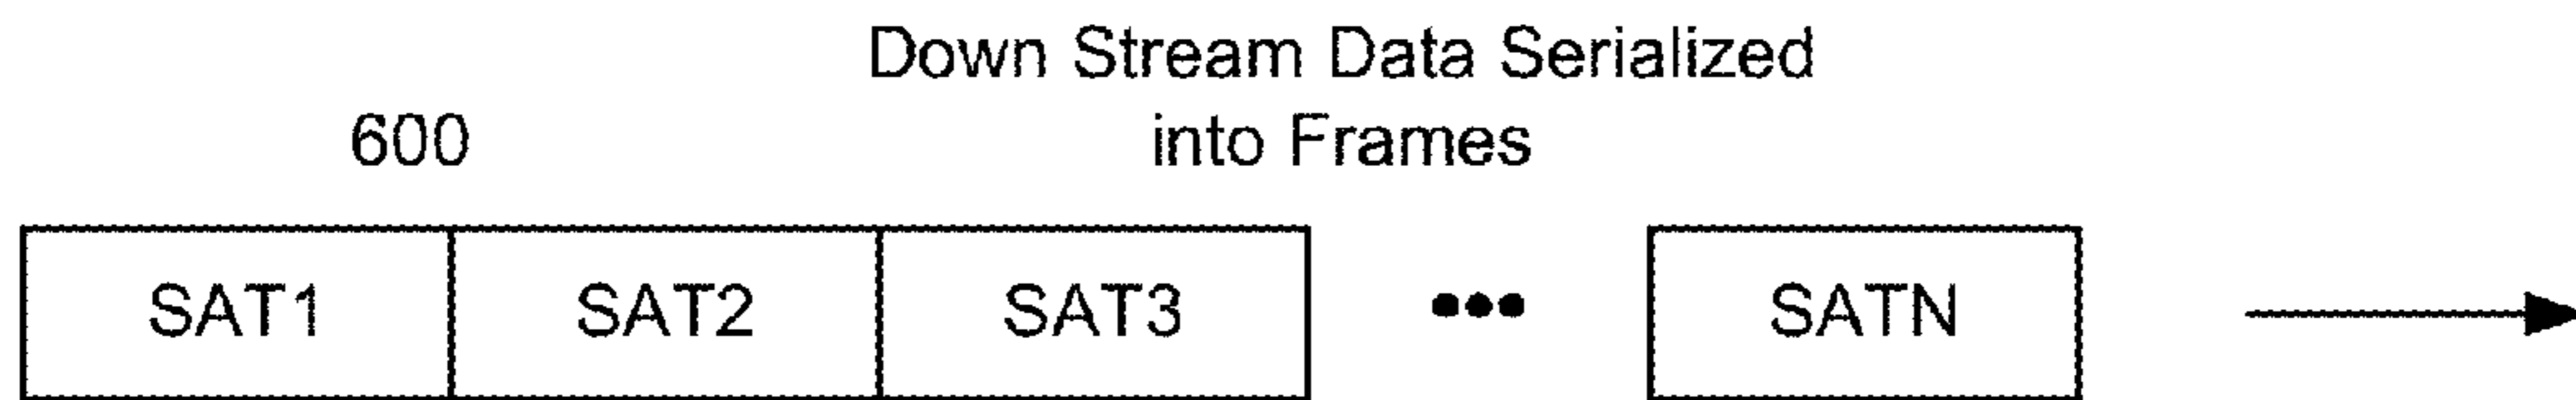 Down Stream Data Serialized
into Frames
600
SAT1 SAT2 SAT3 ••• SATN